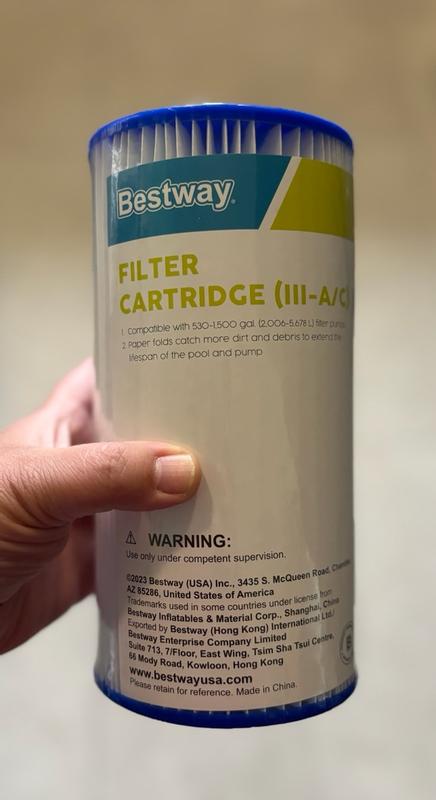 Bestway®
FILTER
CARTRIDGE (III-A/C)
1. Compatible with 530-1,500 gal. (2,006-5,678 L) filter pumps
2. Paper folds catch more dirt and debris to extend the
lifespan of the pool and pump
⚠ WARNING:
Use only under competent supervision.
©2023 Bestway (USA) Inc., 3435 S. McQueen Road, Chandler,
AZ 85286, United States of America
Trademarks used in some countries under license from
Bestway Inflatables & Material Corp., Shanghai, China
Exported by Bestway (Hong Kong) International Ltd./
Bestway Enterprise Company Limited
Suite 713, 7/Floor, East Wing, Tsim Sha Tsui Centre,
66 Mody Road, Kowloon, Hong Kong
www.bestwayusa.com
Please retain for reference. Made in China.